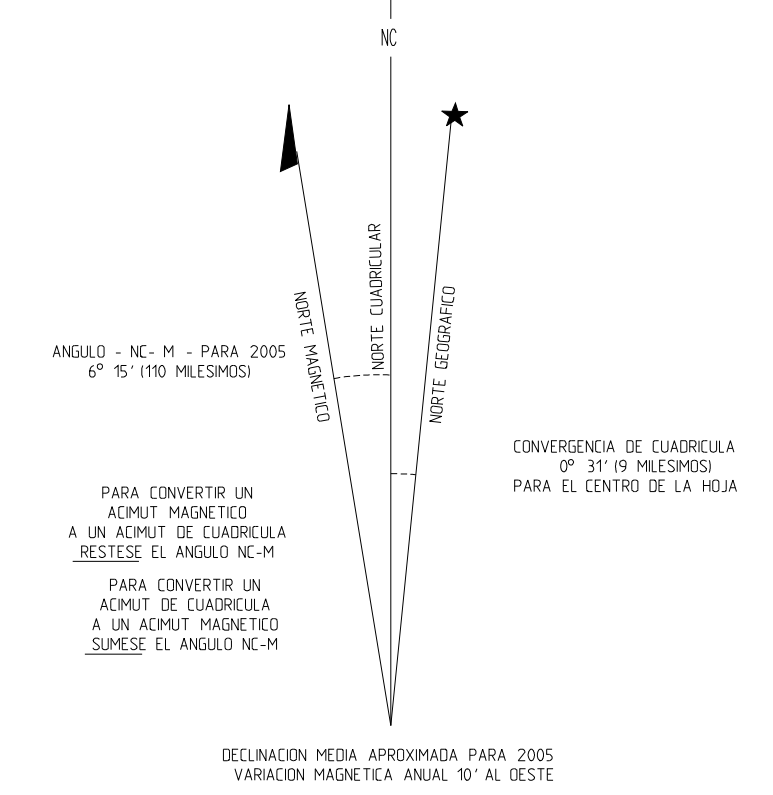 NC
NORTE MAGNETICO
NORTE CUADRICULAR
NORTE GEOGRAFICO
ANGULO - NC- M - PARA 2005
6° 15' (110 MILESIMOS)
CONVERGENCIA DE CUADRICULA
0° 31' (9 MILESIMOS)
PARA EL CENTRO DE LA HOJA
PARA CONVERTIR UN
ACIMUT MAGNETICO
A UN ACIMUT DE CUADRICULA
RESTESE EL ANGULO NC-M
PARA CONVERTIR UN
ACIMUT DE CUADRICULA
A UN ACIMUT MAGNETICO
SUMESE EL ANGULO NC-M
DECLINACION MEDIA APROXIMADA PARA 2005
VARIACION MAGNETICA ANUAL 10' AL OESTE